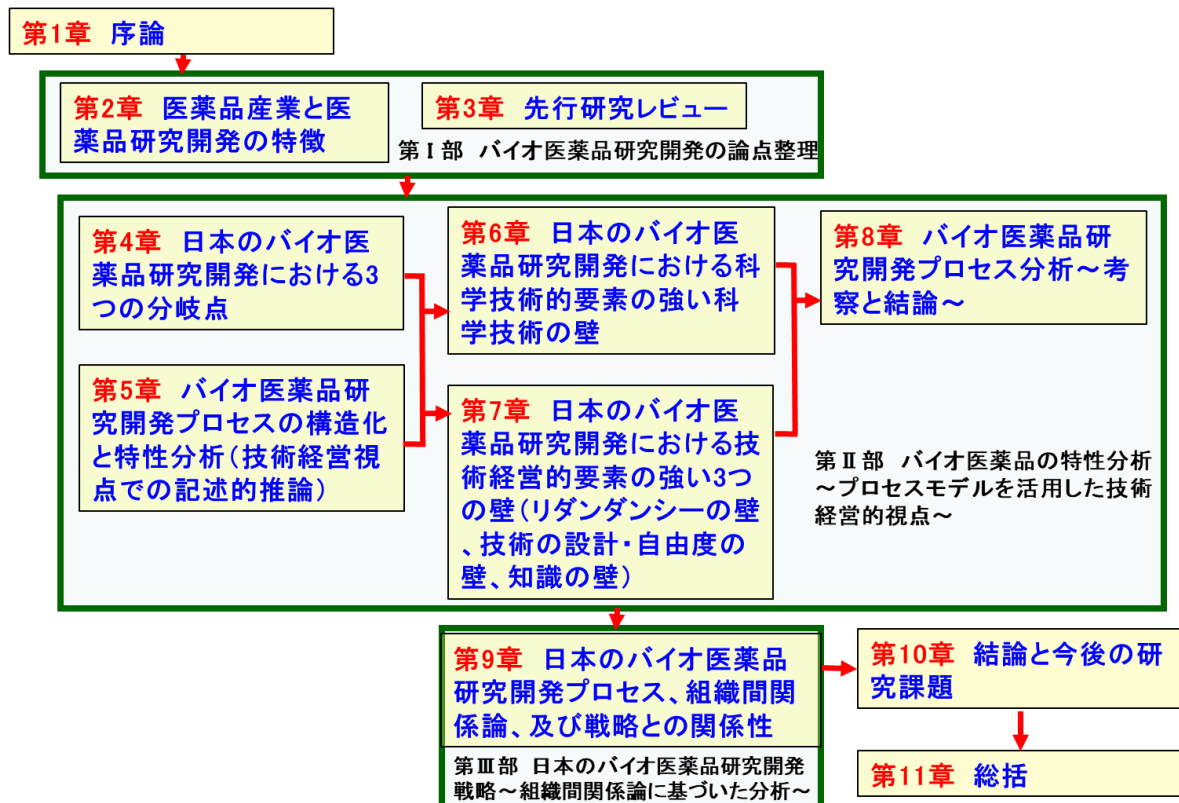 第1章 序論
第2章 医薬品産業と医
薬品研究開発の特徴
第3章 先行研究レビュー
第Ⅰ部 バイオ医薬品研究開発の論点整理
第4章 日本のバイオ医
薬品研究開発における3
つの分岐点
第5章 バイオ医薬品研
究開発プロセスの構造化
と特性分析（技術経営視
点での記述的推論）
第6章 日本のバイオ医
薬品研究開発における科
学技術的要素の強い科
学技術の壁
第7章 日本のバイオ医
薬品研究開発における技
術経営的要素の強い3つ
の壁（リダンダンシーの壁
、技術の設計・自由度の
壁、知識の壁）
第8章 バイオ医薬品研
究開発プロセス分析～考
察と結論～
第Ⅱ部 バイオ医薬品の特性分析
～プロセスモデルを活用した技術
経営的視点～
第9章 日本のバイオ医薬品
研究開発プロセス、組織間関
係論、及び戦略との関係性
第Ⅲ部 日本のバイオ医薬品研究開発
戦略～組織間関係論に基づいた分析～
第10章 結論と今後の研
究課題
第11章 総括